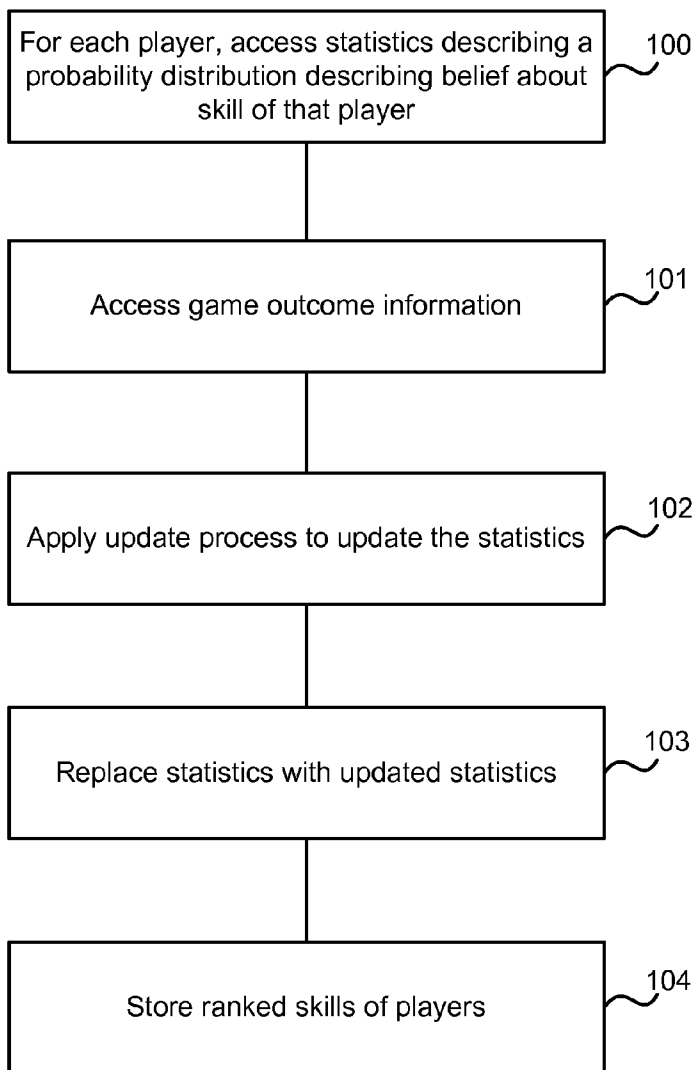 For each player, access statistics describing a
probability distribution describing belief about
skill of that player
100
Access game outcome information
101
Apply update process to update the statistics
102
Replace statistics with updated statistics
103
Store ranked skills of players
104